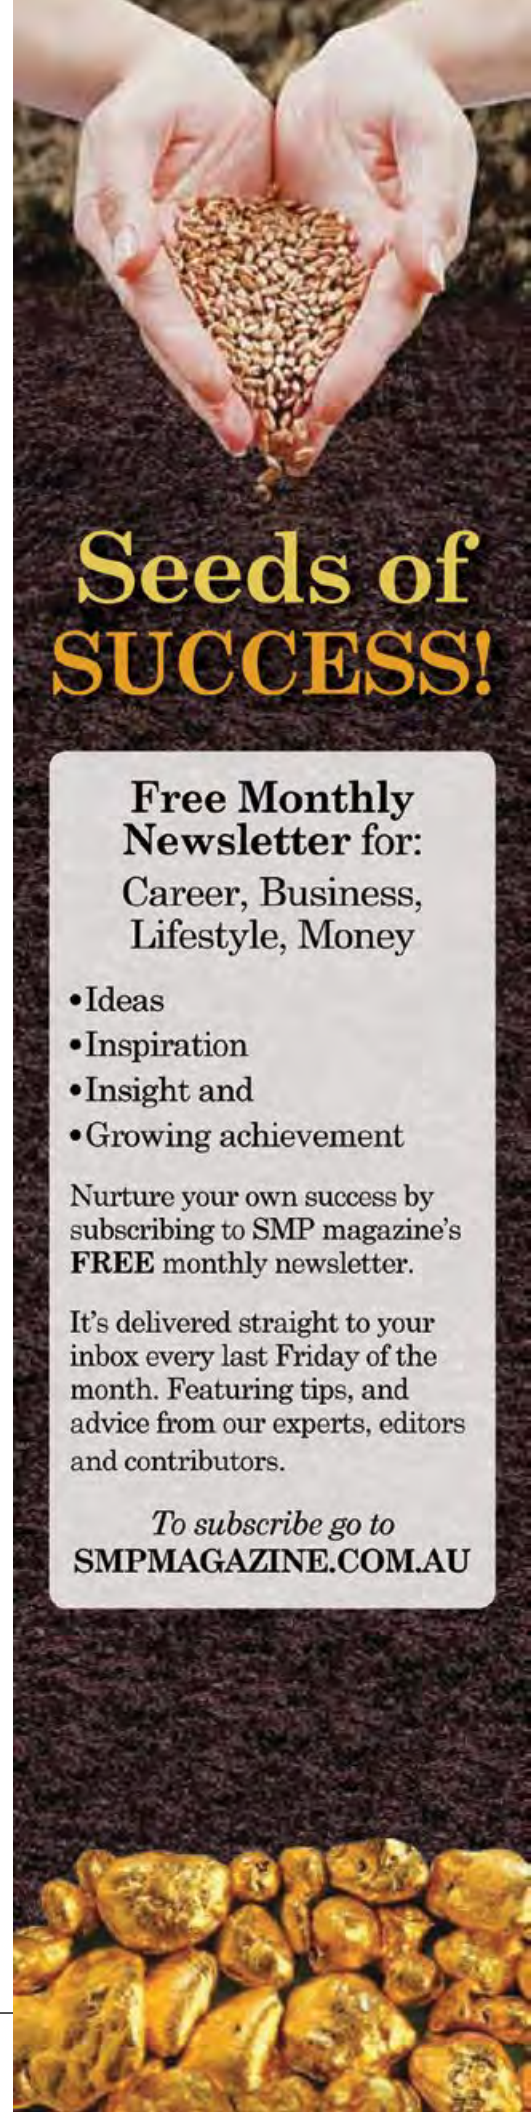 Seeds of
SUCCESS!
Free Monthly
Newsletter for:
Career, Business,
Lifestyle, Money
•Ideas
•Inspiration
•Insight and
•Growing achievement
Nurture your own success by
subscribing to SMP magazine's
FREE monthly newsletter.
It's delivered straight to your
inbox every last Friday of the
month. Featuring tips, and
advice from our experts, editors
and contributors.
To subscribe go to
SMPMAGAZINE.COM.AU